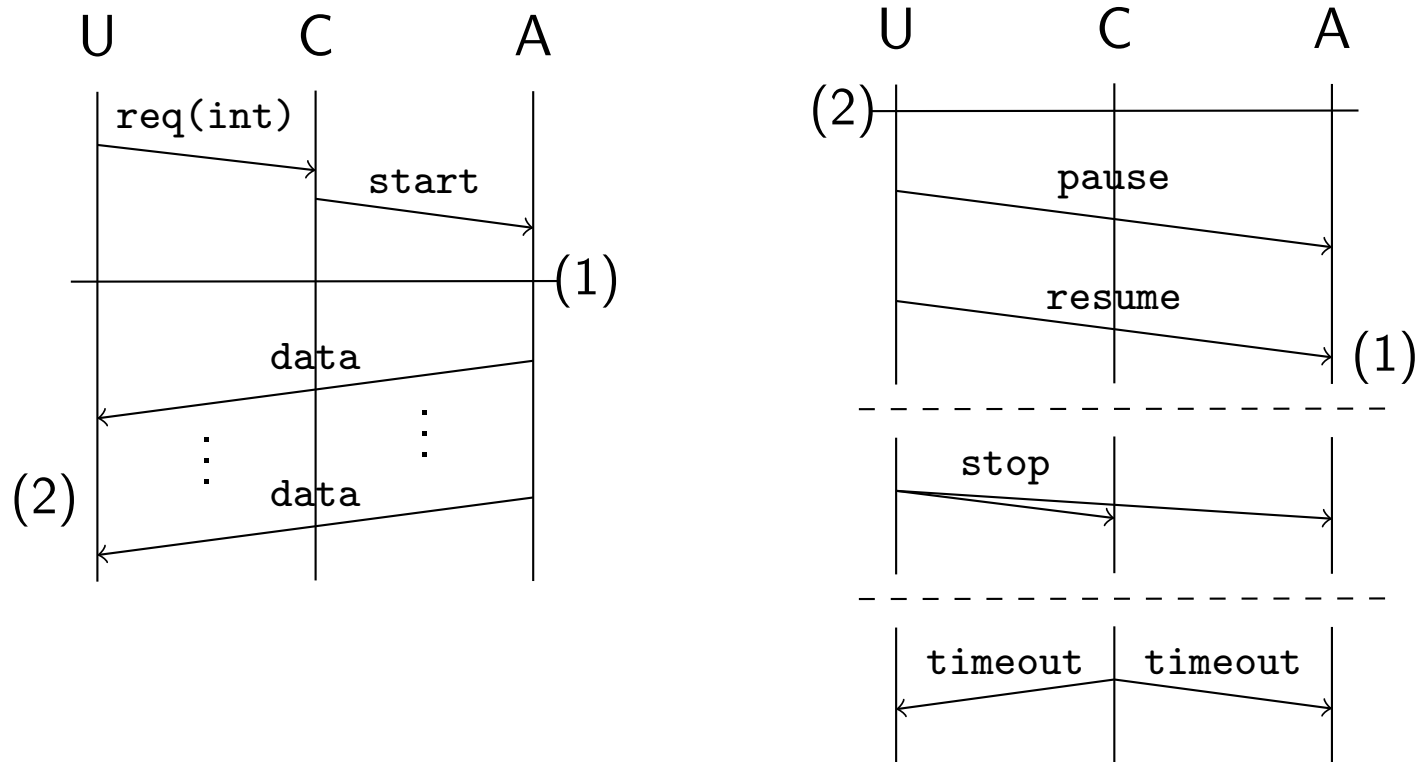 U C A
req(int)
start
(1)
data
(2)
data
U C A
(2)
pause
resume
(1)
stop
timeout timeout